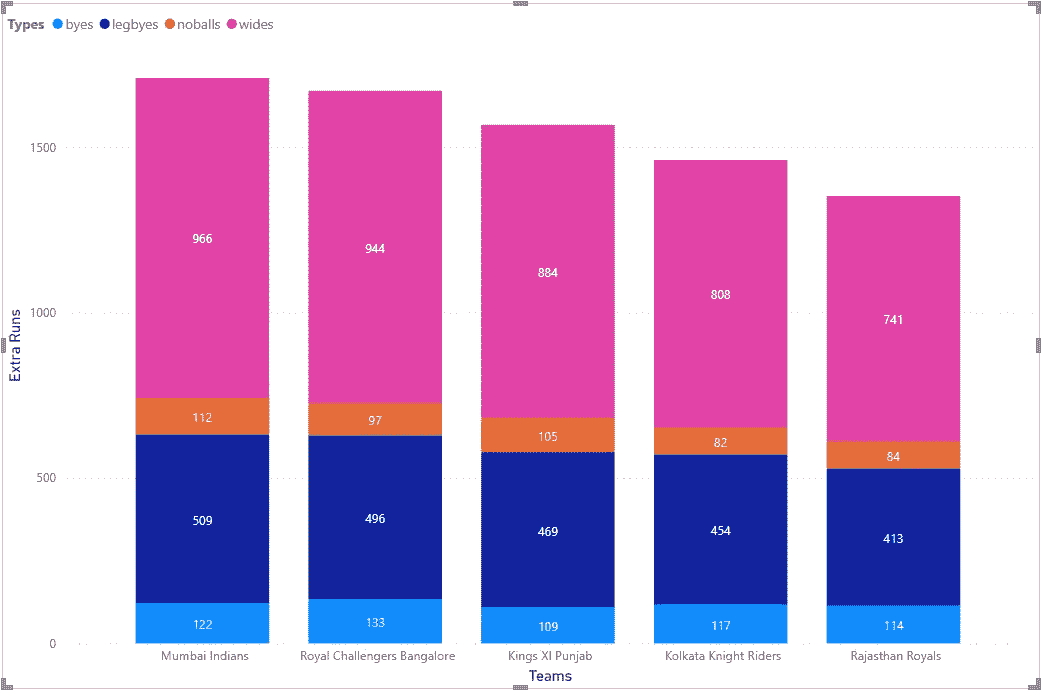 Types byes legbyes noballs wides
1500
1000
500
0
Extra Runs
966 944 884 808 741
112 97 105 82 84
509 496 469 454 413
122 133 109 117 114
Mumbai Indians Royal Challengers Bangalore Kings XI Punjab Kolkata Knight Riders Rajasthan Royals
Teams